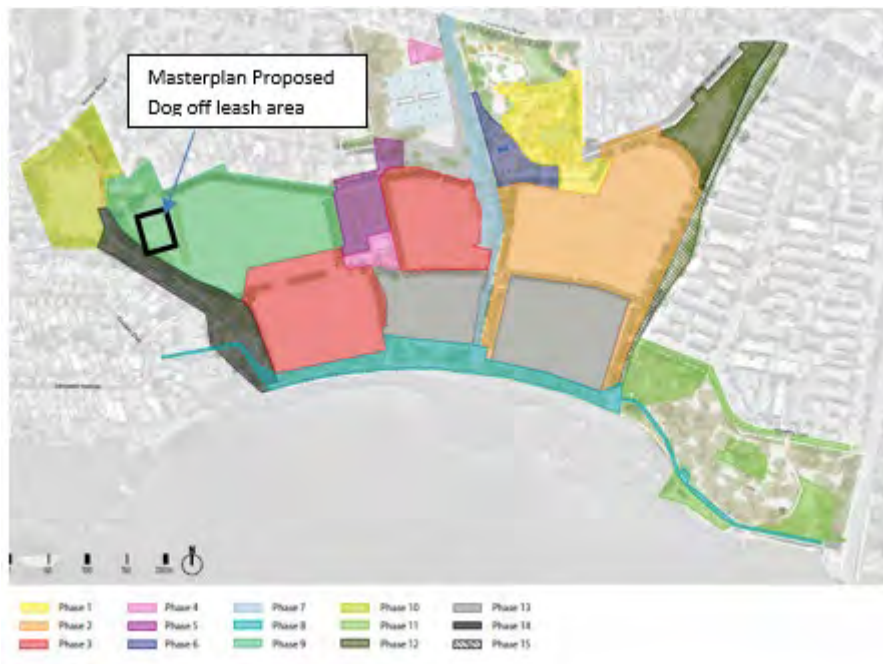 Masterplan Proposed
Dog off leash area
N
Phase 1
Phase 2
Phase 3
Phase 4
Phase 5
Phase 6
Phase 7
Phase 8
Phase 9
Phase 10
Phase 11
Phase 12
Phase 13
Phase 14
Phase 15